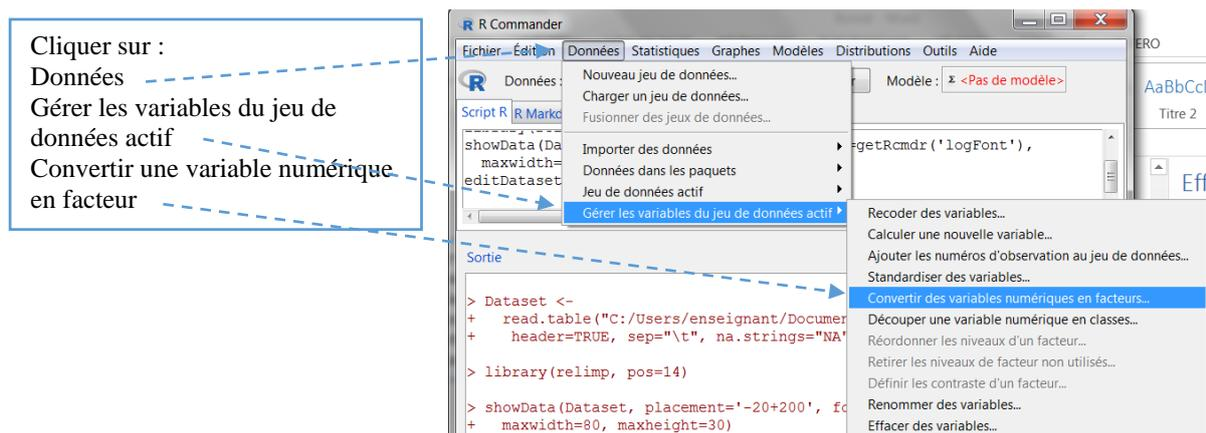 Cliquer sur :
Données
Gérer les variables du jeu de
données actif
Convertir une variable numérique
en facteur
R Commander
Fichier Édition Données Statistiques Graphes Modèles Distributions Outils Aide
Données : Modèle : Σ <Pas de modèle>
Script R R Markd
Nouveau jeu de données...
Charger un jeu de données...
Fusionner des jeux de données...
Importer des données
Données dans les paquets
Jeu de données actif
Gérer les variables du jeu de données actif
showData(Da =getRcmdr('logFont'),
maxwidth=
editDataset
Recoder des variables...
Calculer une nouvelle variable...
Ajouter les numéros d'observation au jeu de données...
Standardiser des variables...
Convertir des variables numériques en facteurs...
Découper une variable numérique en classes...
Réordonner les niveaux d'un facteur...
Retirer les niveaux de facteur non utilisés...
Définir les contraste d'un facteur...
Renommer des variables...
Effacer des variables...
Sortie
> Dataset <-
+ read.table("C:/Users/enseignant/Documen
+ header=TRUE, sep="\t", na.strings="NA"
> library(relimp, pos=14)
> showData(Dataset, placement='-20+200', fo
+ maxwidth=80, maxheight=30)
ERO
AaBbCcI
Titre 2
Eff